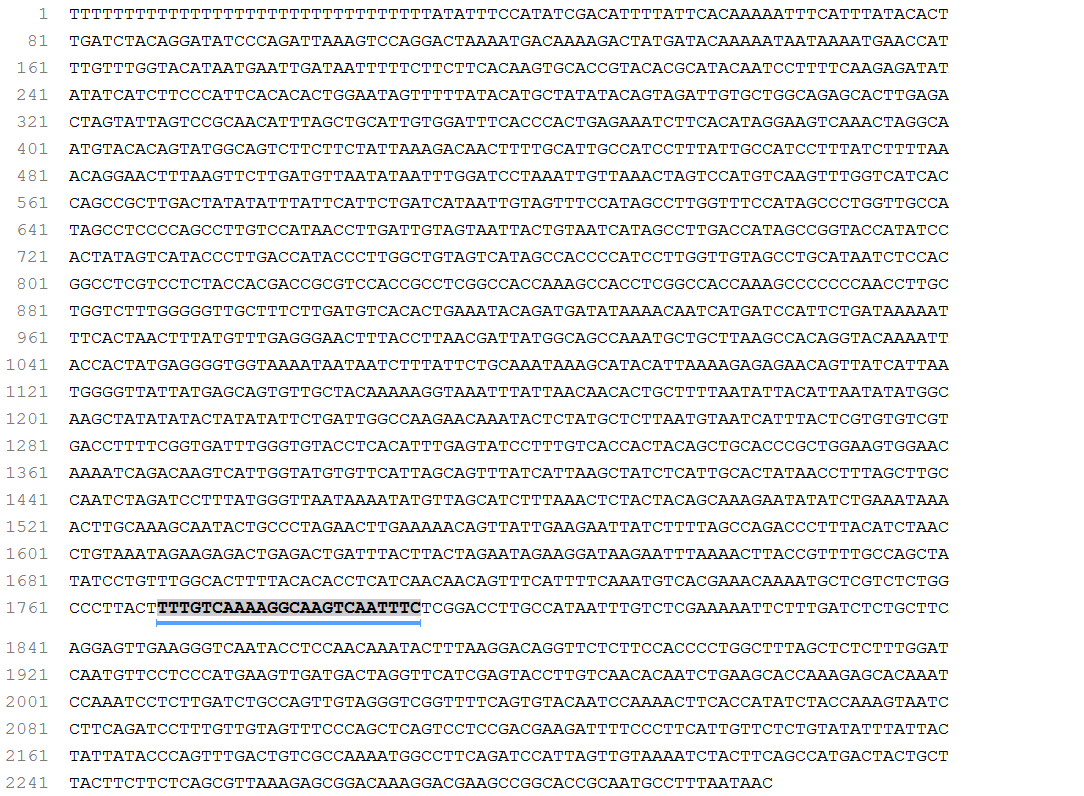 1 TTTTTTTTTTTTTTTTTTTTTTTTTTTTTTTTTATATTTCCATATCGACATTTTATTCACAAAAATTTCATTTATACACT
81 TGATCTACAGGATATCCCAGATTAAAGTCCAGGACTAAAATGACAAAAGACTATGATACAAAAATAATAAAATGAACCAT
161 TTGTTTGGTACATAATGAATTGATAATTTTTCTTCTTCACAAGTGCACCGTACACGCATACAATCCTTTTCAAGAGATAT
241 ATATCATCTTCCCATTCACACACTGGAATAGTTTTTATACATGCTATATACAGTAGATTGTGCTGGCAGAGCACTTGAGA
321 CTAGTATTAGTCCGCAACATTTAGCTGCATTGTGGATTTCACCCACTGAGAAATCTTCACATAGGAAGTCAAACTAGGCA
401 ATGTACACAGTATGGCAGTCTTCTTCTATTAAAGACAACTTTTGCATTGCCATCCTTTATTGCCATCCTTTATCTTTTAA
481 ACAGGAACTTTAAGTTCTTGATGTTAATATAATTTGGATCCTAAATTGTTAAACTAGTCCATGTCAAGTTTGGTCATCAC
561 CAGCCGCTTGACTATATATTTATTCATTCTGATCATAATTGTAGTTTCCATAGCCTTGGTTTCCATAGCCCTGGTTGCCA
641 TAGCCTCCCCAGCCTTGTCCATAACCTTGATTGTAGTAATTACTGTAATCATAGCCTTGACCATAGCCGGTACCATATCC
721 ACTATAGTCATACCCTTGACCATACCCTTGGCTGTAGTCATAGCCACCCCATCCTTGGTTGTAGCCTGCATAATCTCCAC
801 GGCCTCGTCCTCTACCACGACCGCGTCCACCGCCTCGGCCACCAAAGCCACCTCGGCCACCAAAGCCCCCCCAACCTTGC
881 TGGTCTTTGGGGGTTGCTTTCTTGATGTCACACTGAAATACAGATGATATAAAACAATCATGATCCATTCTGATAAAAAT
961 TTCACTAACTTTATGTTTGAGGGAACTTTACCTTAACGATTATGGCAGCCAAATGCTGCTTAAGCCACAGGTACAAAATT
1041 ACCACTATGAGGGGTGGTAAAATAATAATCTTTATTCTGCAAATAAAGCATACATTAAAAGAGAGAACAGTTATCATTAA
1121 TGGGGTTATTATGAGCAGTGTTGCTACAAAAAGGTAAATTTATTAACAACACTGCTTTTAATATTACATTAATATATGGC
1201 AAGCTATATATACTATATATTCTGATTGGCCAAGAACAAATACTCTATGCTCTTAATGTAATCATTTACTCGTGTGTCGT
1281 GACCTTTTCGGTGATTTGGGTGTACCTCACATTTGAGTATCCTTTGTCACCACTACAGCTGCACCCGCTGGAAGTGGAAC
1361 AAAATCAGACAAGTCATTGGTATGTGTTCATTAGCAGTTTATCATTAAGCTATCTCATTGCACTATAACCTTTAGCTTGC
1441 CAATCTAGATCCTTTATGGGTTAATAAAATATGTTAGCATCTTTAAACTCTACTACAGCAAAGAATATATCTGAAATAAA
1521 ACTTGCAAAGCAATACTGCCCTAGAACTTGAAAAACAGTTATTGAAGAATTATCTTTTAGCCAGACCCTTTACATCTAAC
1601 CTGTAAATAGAAGAGACTGAGACTGATTTACTTACTAGAATAGAAGGATAAGAATTTAAAACTTACCGTTTTGCCAGCTA
1681 TATCCTGTTTGGCACTTTTACACACCTCATCAACAACAGTTTCATTTTCAAATGTCACGAAACAAAATGCTCGTCTCTGG
1761 CCCTTACTTTTGTCAAAAGGCAAGTCAATTTCTCGGACCTTGCCATAATTTGTCTCGAAAAATTCTTTGATCTCTGCTTC
1841 AGGAGTTGAAGGGTCAATACCTCCAACAAATACTTTAAGGACAGGTTCTCTTCCACCCCTGGCTTTAGCTCTCTTTGGAT
1921 CAATGTTCCTCCCATGAAGTTGATGACTAGGTTCATCGAGTACCTTGTCAACACAATCTGAAGCACCAAAGAGCACAAAT
2001 CCAAATCCTCTTGATCTGCCAGTTGTAGGGTCGGTTTTCAGTGTACAATCCAAAACTTCACCATATCTACCAAAGTAATC
2081 CTTCAGATCCTTTGTTGTAGTTTCCCAGCTCAGTCCTCCGACGAAGATTTTCCCTTCATTGTTCTCTGTATATTTATTAC
2161 TATTATACCCAGTTTGACTGTCGCCAAAATGGCCTTCAGATCCATTAGTTGTAAAATCTACTTCAGCCATGACTACTGCT
2241 TACTTCTTCTCAGCGTTAAAGAGCGGACAAAGGACGAAGCCGGCACCGCAATGCCTTTAATAAC